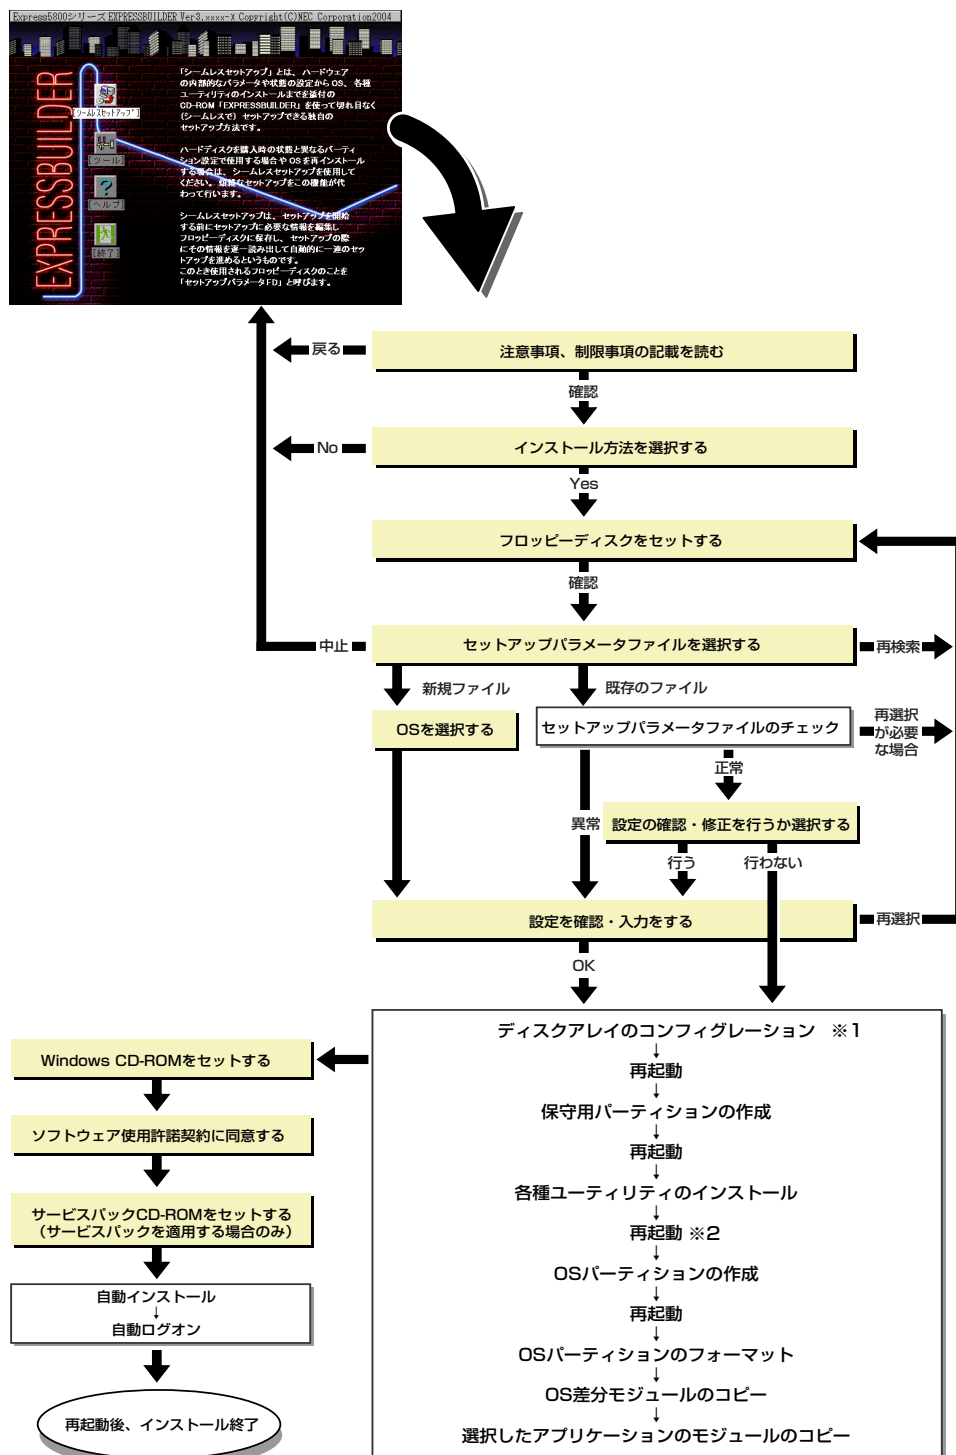 Express5800シリーズ EXPRESSBUILDER Ver3.xxxx-X Copyright(C)NEC Corporation2004
EXPRESSBUILDER
[シームレスセットアップ]
[ツール]
[ヘルプ]
[終了]
「シームレスセットアップ」とは、ハードウェア
の内部的なパラメータや状態の設定からOS、各種
ユーティリティのインストールまでを添付の
CD-ROM「EXPRESSBUILDER」を使って切れ目なく
(シームレスで)セットアップできる独自の
セットアップ方法です。
ハードディスクを購入時の状態と異なるパーティ
ション設定で使用する場合やOSを再インストール
する場合は、シームレスセットアップを使用して
ください。煩雑なセットアップをこの機能が代
わって行います。
シームレスセットアップは、セットアップを開始
する前にセットアップに必要な情報を編集し
フロッピーディスクに保存し、セットアップの際
にその情報を逐一読み出して自動的に一連のセッ
トアップを進めるというものです。
このとき使用されるフロッピーディスクのことを
「セットアップパラメータFD」と呼びます。
戻る
注意事項、制限事項の記載を読む
確認
No
インストール方法を選択する
Yes
フロッピーディスクをセットする
確認
中止
セットアップパラメータファイルを選択する
再検索
新規ファイル
既存のファイル
OSを選択する
セットアップパラメータファイルのチェック
再選択
が必要
な場合
正常
異常
設定の確認・修正を行うか選択する
行う
行わない
設定を確認・入力をする
再選択
OK
ディスクアレイのコンフィグレーション ※1
↓
再起動
↓
保守用パーティションの作成
↓
再起動
↓
各種ユーティリティのインストール
↓
再起動 ※2
↓
OSパーティションの作成
↓
再起動
↓
OSパーティションのフォーマット
↓
OS差分モジュールのコピー
↓
選択したアプリケーションのモジュールのコピー
Windows CD-ROMをセットする
ソフトウェア使用許諾契約に同意する
サービスパックCD-ROMをセットする
(サービスパックを適用する場合のみ)
自動インストール
↓
自動ログオン
再起動後、インストール終了